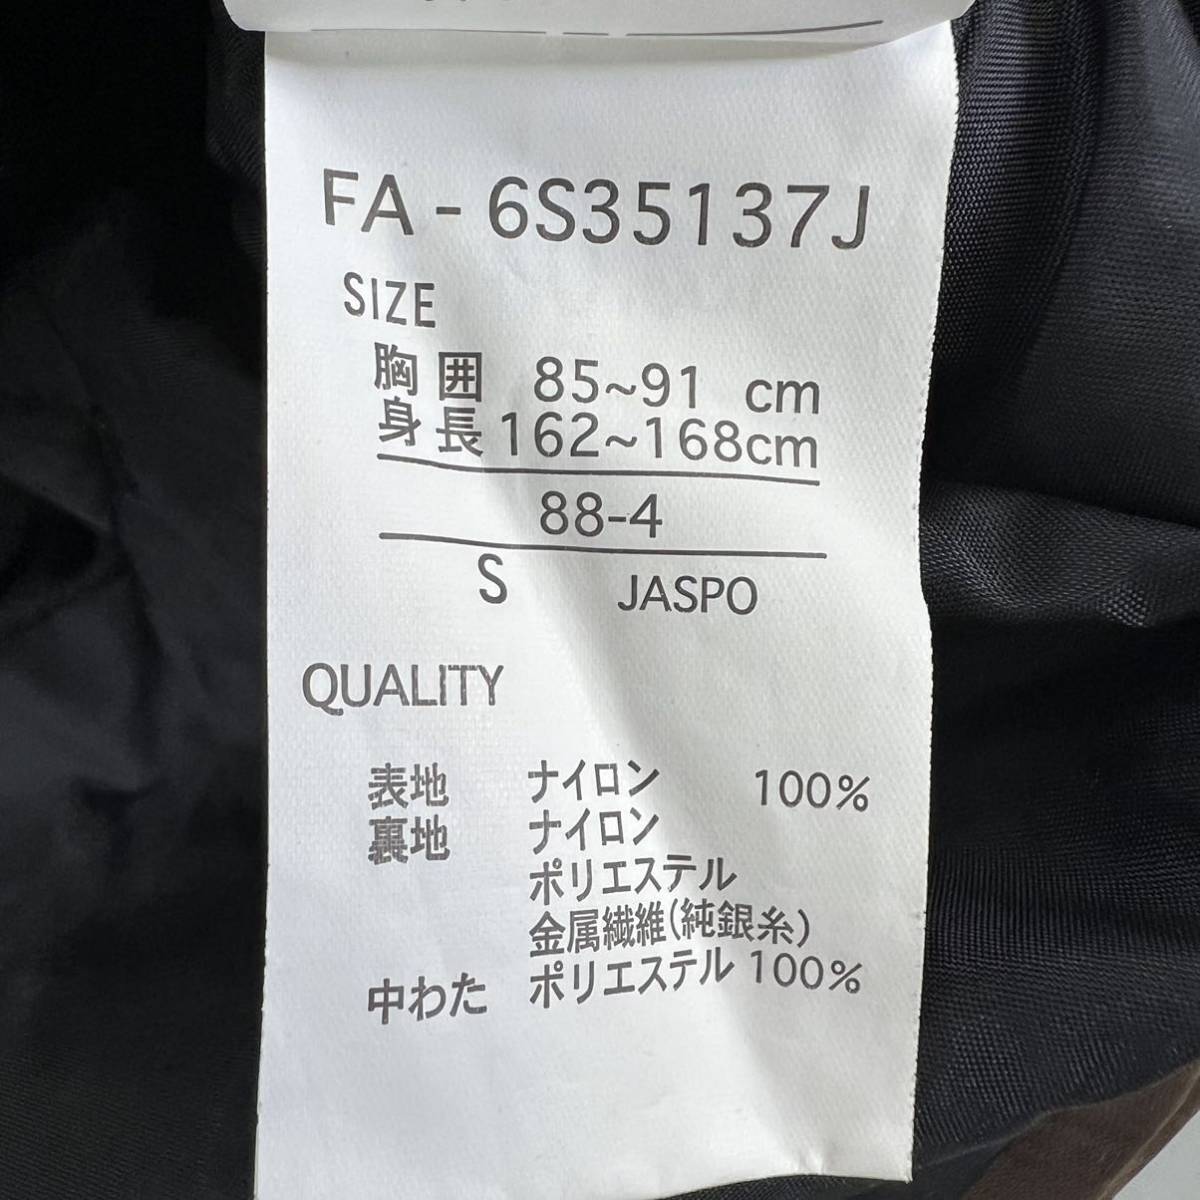 FA-6S35137J
SIZE
胸囲 85~91 cm
身長 162~168cm
88-4
S JASPO
QUALITY
表地 ナイロン 100%
裏地 ナイロン
ポリエステル
金属繊維(純銀糸)
中わた ポリエステル 100%